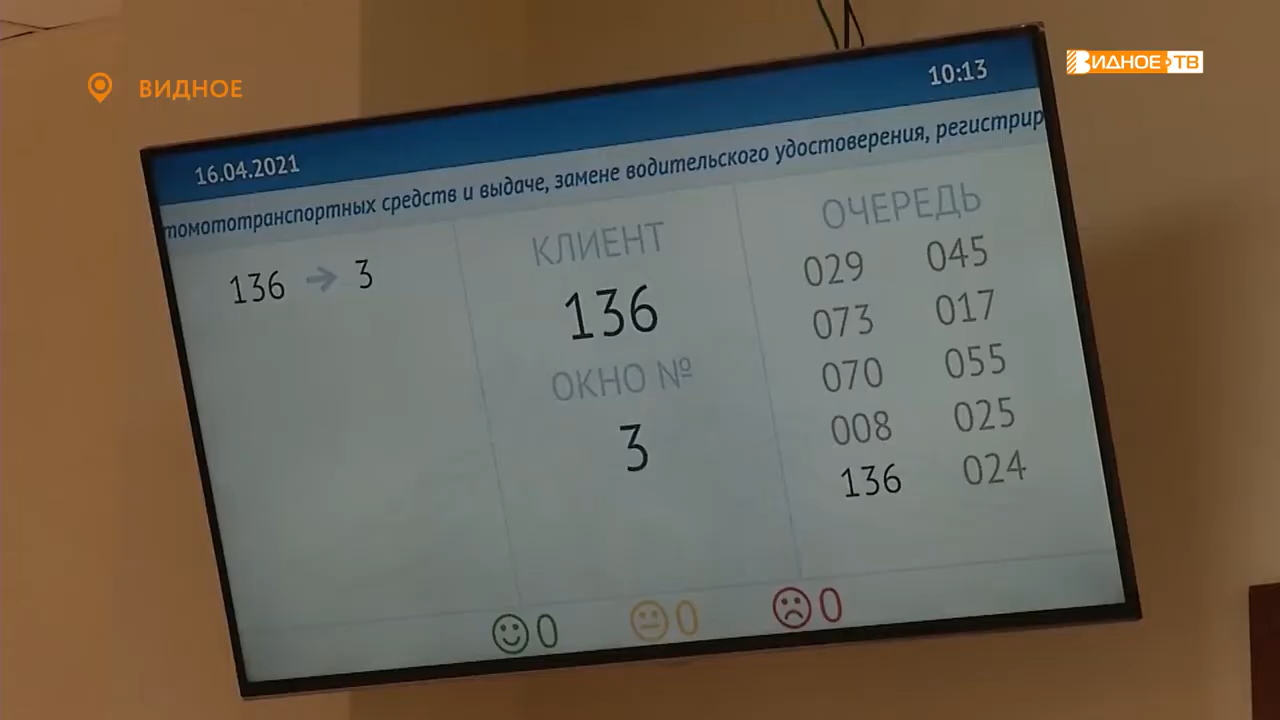 ВИДНОЕ
ВИДНОЕ ТВ
16.04.2021
10:13
томототранспортных средств и выдаче, замене водительского удостоверения, регистрир
136 → 3
КЛИЕНТ
136
ОКНО №
3
ОЧЕРЕДЬ
029 045
073 017
070 055
008 025
136 024
0 0 0